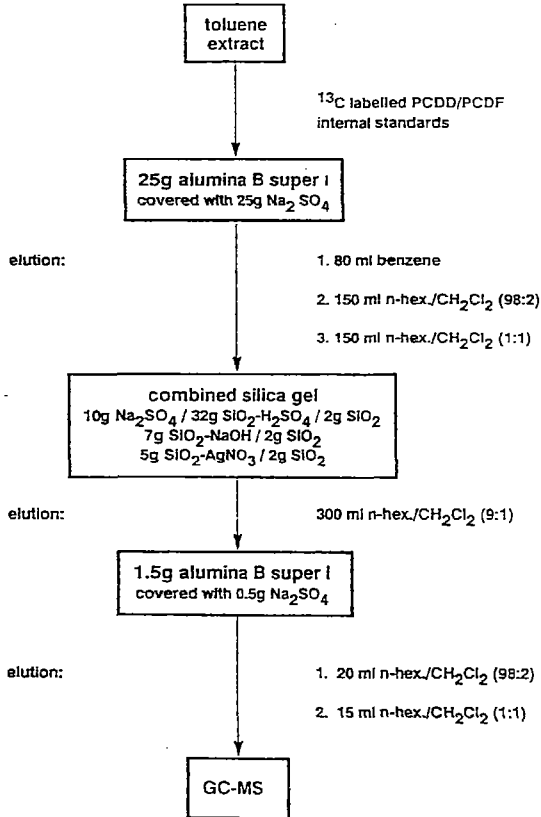 toluene
extract
¹³C labelled PCDD/PCDF
internal standards
25g alumina B super I
covered with 25g Na₂ SO₄
elution:
1. 80 ml benzene
2. 150 ml n-hex./CH₂Cl₂ (98:2)
3. 150 ml n-hex./CH₂Cl₂ (1:1)
combined silica gel
10g Na₂SO₄ / 32g SiO₂-H₂SO₄ / 2g SiO₂
7g SiO₂-NaOH / 2g SiO₂
5g SiO₂-AgNO₃ / 2g SiO₂
elution:
300 ml n-hex./CH₂Cl₂ (9:1)
1.5g alumina B super I
covered with 0.5g Na₂SO₄
elution:
1. 20 ml n-hex./CH₂Cl₂ (98:2)
2. 15 ml n-hex./CH₂Cl₂ (1:1)
GC-MS